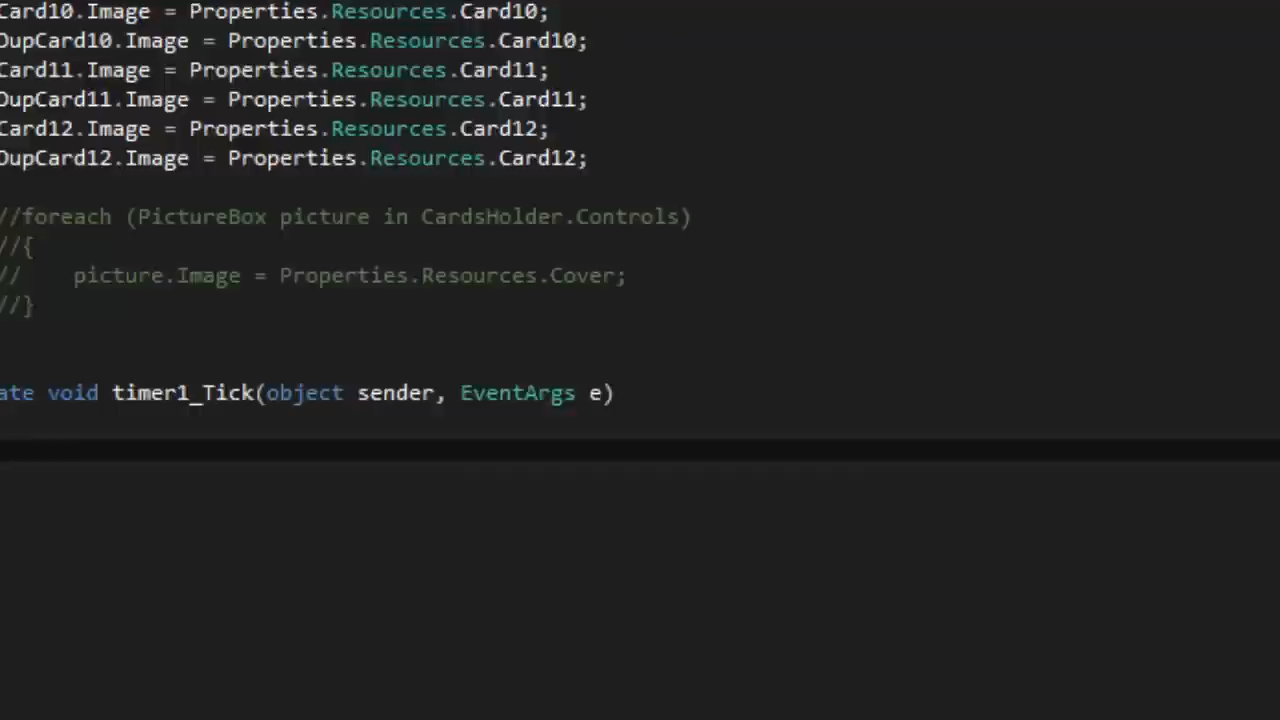 Card10.Image = Properties.Resources.Card10;
DupCard10.Image = Properties.Resources.Card10;
Card11.Image = Properties.Resources.Card11;
DupCard11.Image = Properties.Resources.Card11;
Card12.Image = Properties.Resources.Card12;
DupCard12.Image = Properties.Resources.Card12;
//foreach (PictureBox picture in CardsHolder.Controls)
//{
//    picture.Image = Properties.Resources.Cover;
//}
ate void timer1_Tick(object sender, EventArgs e)